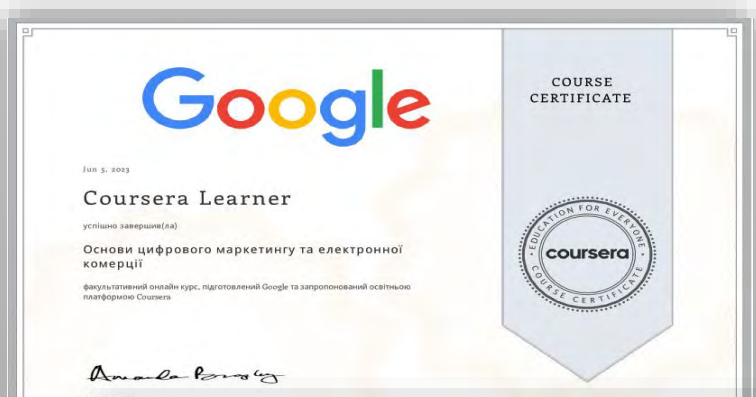 Google
COURSE
CERTIFICATE
Jun 5, 2023
Coursera Learner
успішно завершив(ла)
Основи цифрового маркетингу та електронної
комерції
факультативний онлайн курс, підготовлений Google та запропонований освітньою
платформою Coursera
EDUCATION FOR EVERYONE
coursera
COURSE CERTIFICATE